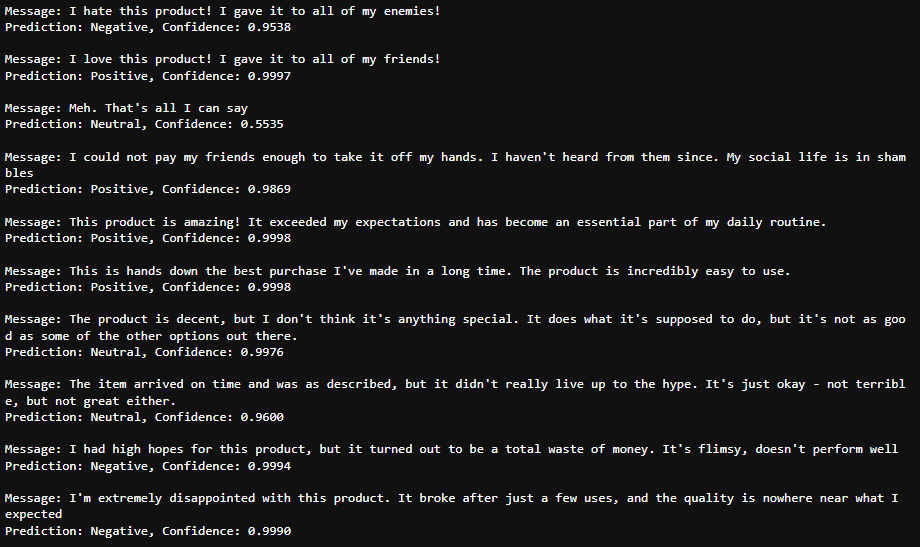 Message: I hate this product! I gave it to all of my enemies!
Prediction: Negative, Confidence: 0.9538
Message: I love this product! I gave it to all of my friends!
Prediction: Positive, Confidence: 0.9997
Message: Meh. That's all I can say
Prediction: Neutral, Confidence: 0.5535
Message: I could not pay my friends enough to take it off my hands. I haven't heard from them since. My social life is in sham
bles
Prediction: Positive, Confidence: 0.9869
Message: This product is amazing! It exceeded my expectations and has become an essential part of my daily routine.
Prediction: Positive, Confidence: 0.9998
Message: This is hands down the best purchase I've made in a long time. The product is incredibly easy to use.
Prediction: Positive, Confidence: 0.9998
Message: The product is decent, but I don't think it's anything special. It does what it's supposed to do, but it's not as goo
d as some of the other options out there.
Prediction: Neutral, Confidence: 0.9976
Message: The item arrived on time and was as described, but it didn't really live up to the hype. It's just okay - not terribl
e, but not great either.
Prediction: Neutral, Confidence: 0.9600
Message: I had high hopes for this product, but it turned out to be a total waste of money. It's flimsy, doesn't perform well
Prediction: Negative, Confidence: 0.9994
Message: I'm extremely disappointed with this product. It broke after just a few uses, and the quality is nowhere near what I
expected
Prediction: Negative, Confidence: 0.9990